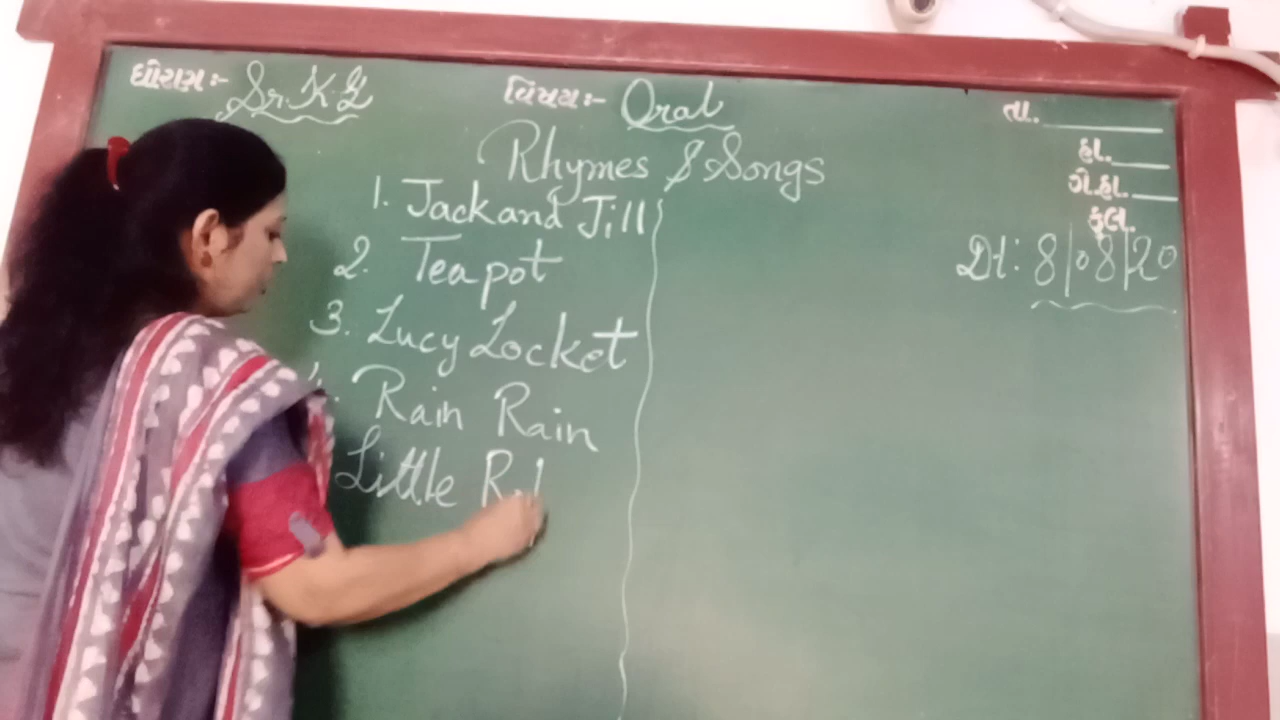 ધોરણ:- Sr. K.G
વિષય:- Oral
તા.
હા.
ગે.હા.
કુલ.
Dt: 8/08/20
Rhymes & Songs
1. Jack and Jill
2. Teapot
3. Lucy Locket
Rain Rain
Little